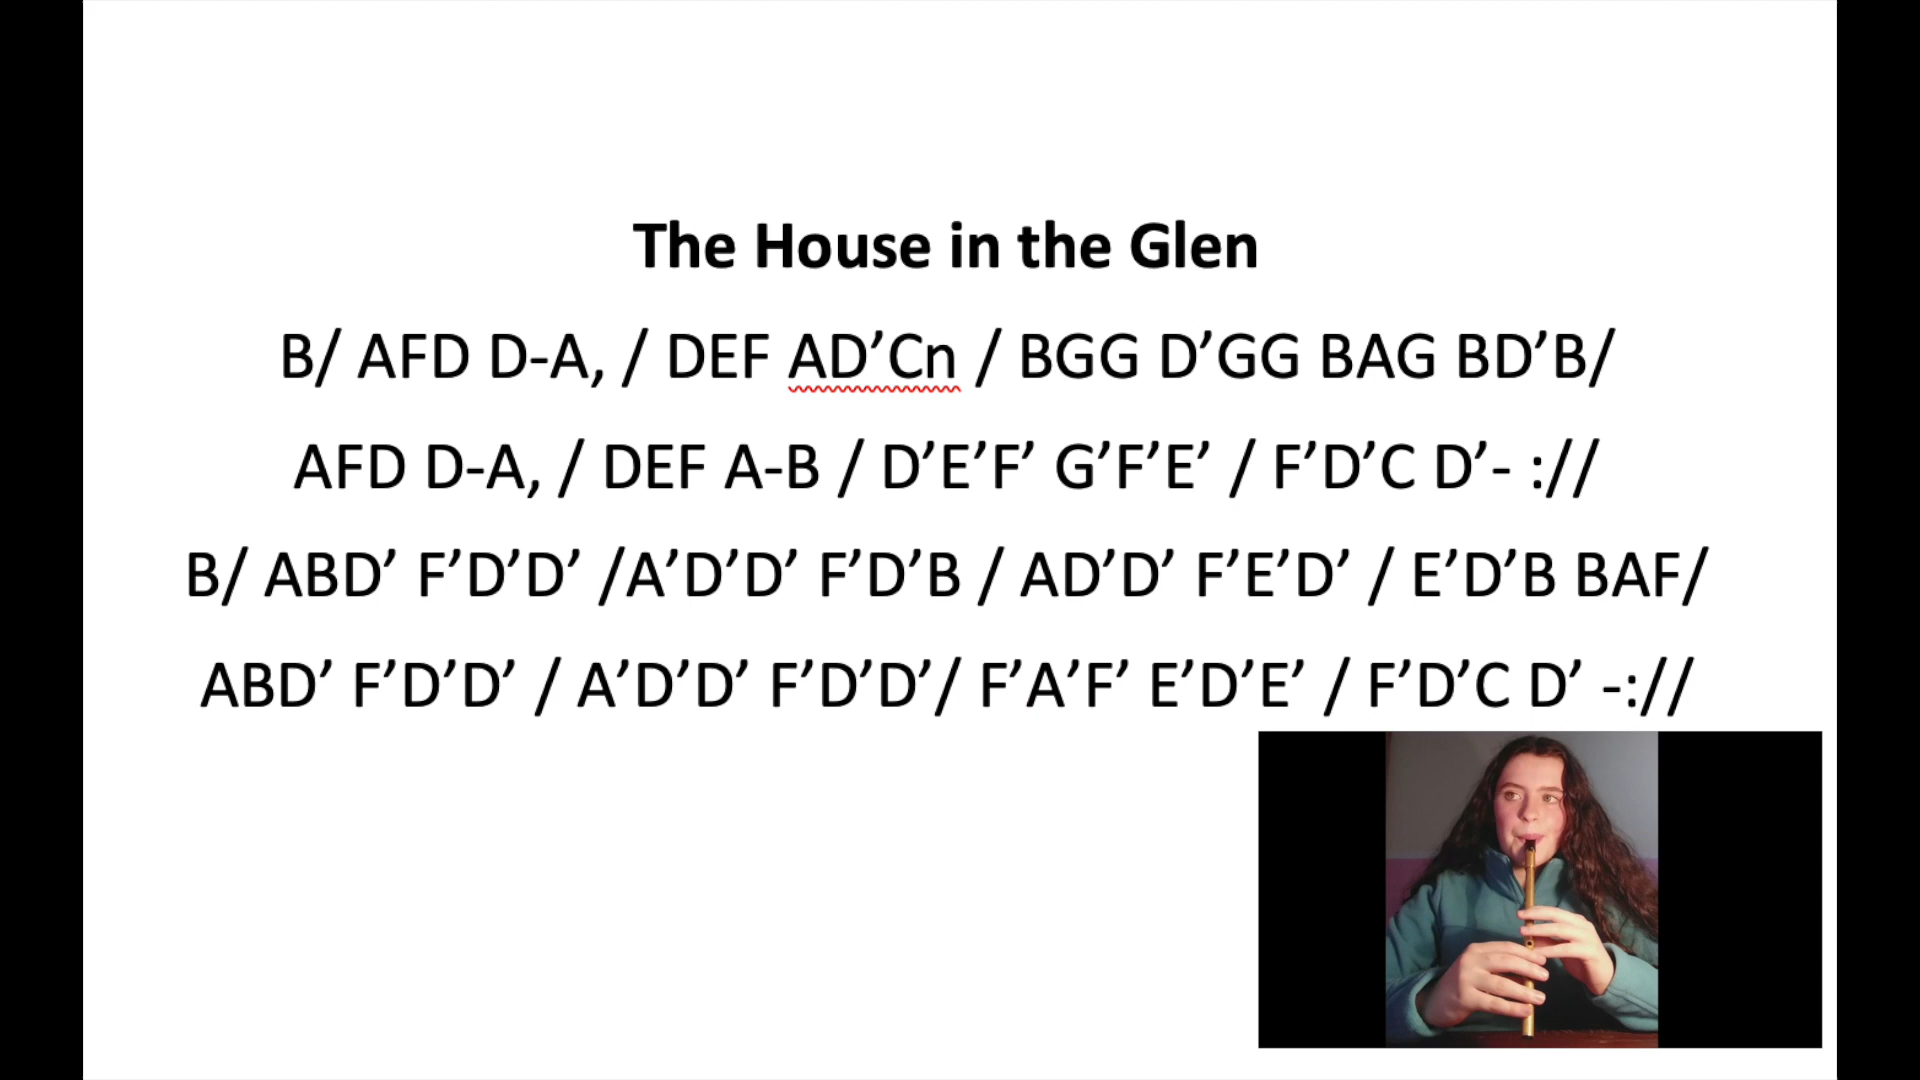 The House in the Glen
B/ AFD D-A, / DEF AD’Cn / BGG D’GG BAG BD’B/
AFD D-A, / DEF A-B / D’E’F’ G’F’E’ / F’D’C D’- ://
B/ ABD’ F’D’D’ /A’D’D’ F’D’B / AD’D’ F’E’D’ / E’D’B BAF/
ABD’ F’D’D’ / A’D’D’ F’D’D’/ F’A’F’ E’D’E’ / F’D’C D’ -://